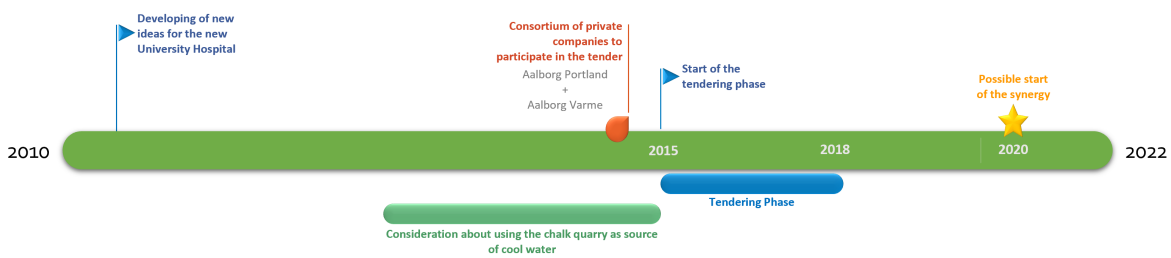 Developing of new
ideas for the new
University Hospital
Consortium of private
companies to
participate in the tender
Aalborg Portland
+
Aalborg Varme
Start of the
tendering phase
Possible start
of the synergy
2010
2015
2018
2020
2022
Tendering Phase
Consideration about using the chalk quarry as source
of cool water